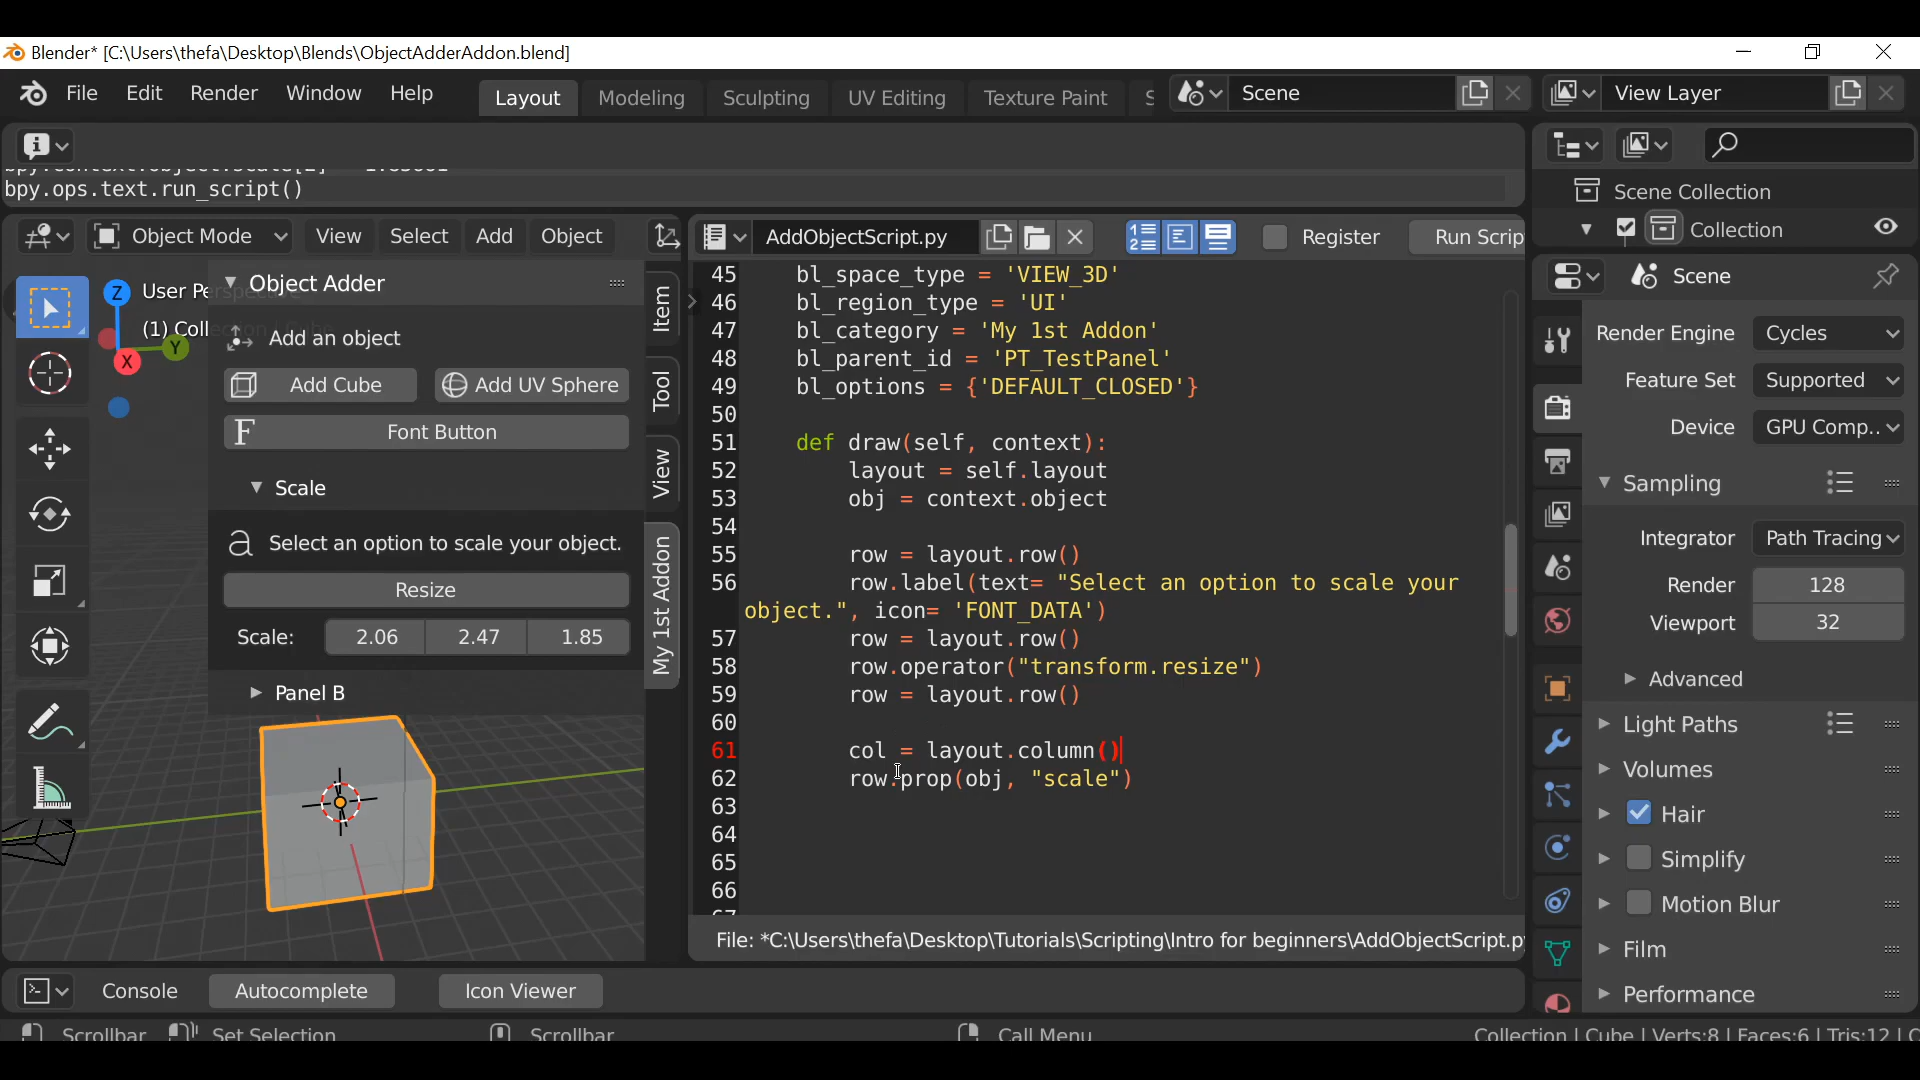 Blender* [C:\Users\thefa\Desktop\Blends\ObjectAdderAddon.blend]
File Edit Render Window Help Layout Modeling Sculpting UV Editing Texture Paint S Scene View Layer
bpy.ops.text.run_script()
Scene Collection
Collection
Object Mode View Select Add Object
AddObjectScript.py Register Run Scrip
Scene
Z X Y
User Pe
(1) Coll
Object Adder
Add an object
Add Cube Add UV Sphere
F Font Button
Scale
a Select an option to scale your object.
Resize
Scale: 2.06 2.47 1.85
Panel B
Item
Tool
View
My 1st Addon
45 bl_space_type = 'VIEW_3D'
46 bl_region_type = 'UI'
47 bl_category = 'My 1st Addon'
48 bl_parent_id = 'PT_TestPanel'
49 bl_options = {'DEFAULT_CLOSED'}
50
51 def draw(self, context):
52 layout = self.layout
53 obj = context.object
54
55 row = layout.row()
56 row.label(text= "Select an option to scale your
object.", icon= 'FONT_DATA')
57 row = layout.row()
58 row.operator("transform.resize")
59 row = layout.row()
60
61 col = layout.column()
62 row.prop(obj, "scale")
63
64
65
66
67
File: *C:\Users\thefa\Desktop\Tutorials\Scripting\Intro for beginners\AddObjectScript.py
Render Engine Cycles
Feature Set Supported
Device GPU Comp..
Sampling
Integrator Path Tracing
Render 128
Viewport 32
Advanced
Light Paths
Volumes
Hair
Simplify
Motion Blur
Film
Performance
Console Autocomplete Icon Viewer
Scrollbar Set Selection Scrollbar Call Menu Collection | Cube | Verts:8 | Faces:6 | Tris:12 |